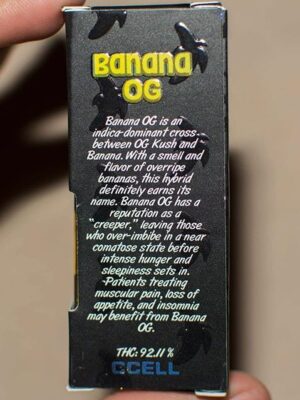 Banana
OG
Banana OG is an
indica-dominant cross
between OG Kush and
Banana. With a smell and
flavor of overripe
bananas, this hybrid
definitely earns its
name. Banana OG has a
reputation as a
"creeper," leaving those
who over-imbibe in a near
comatose state before
intense hunger and
sleepiness sets in.
-Patients treating
muscular pain, loss of
appetite, and insomnia
may benefit from Banana
OG.
THC: 92.11%
CCELL